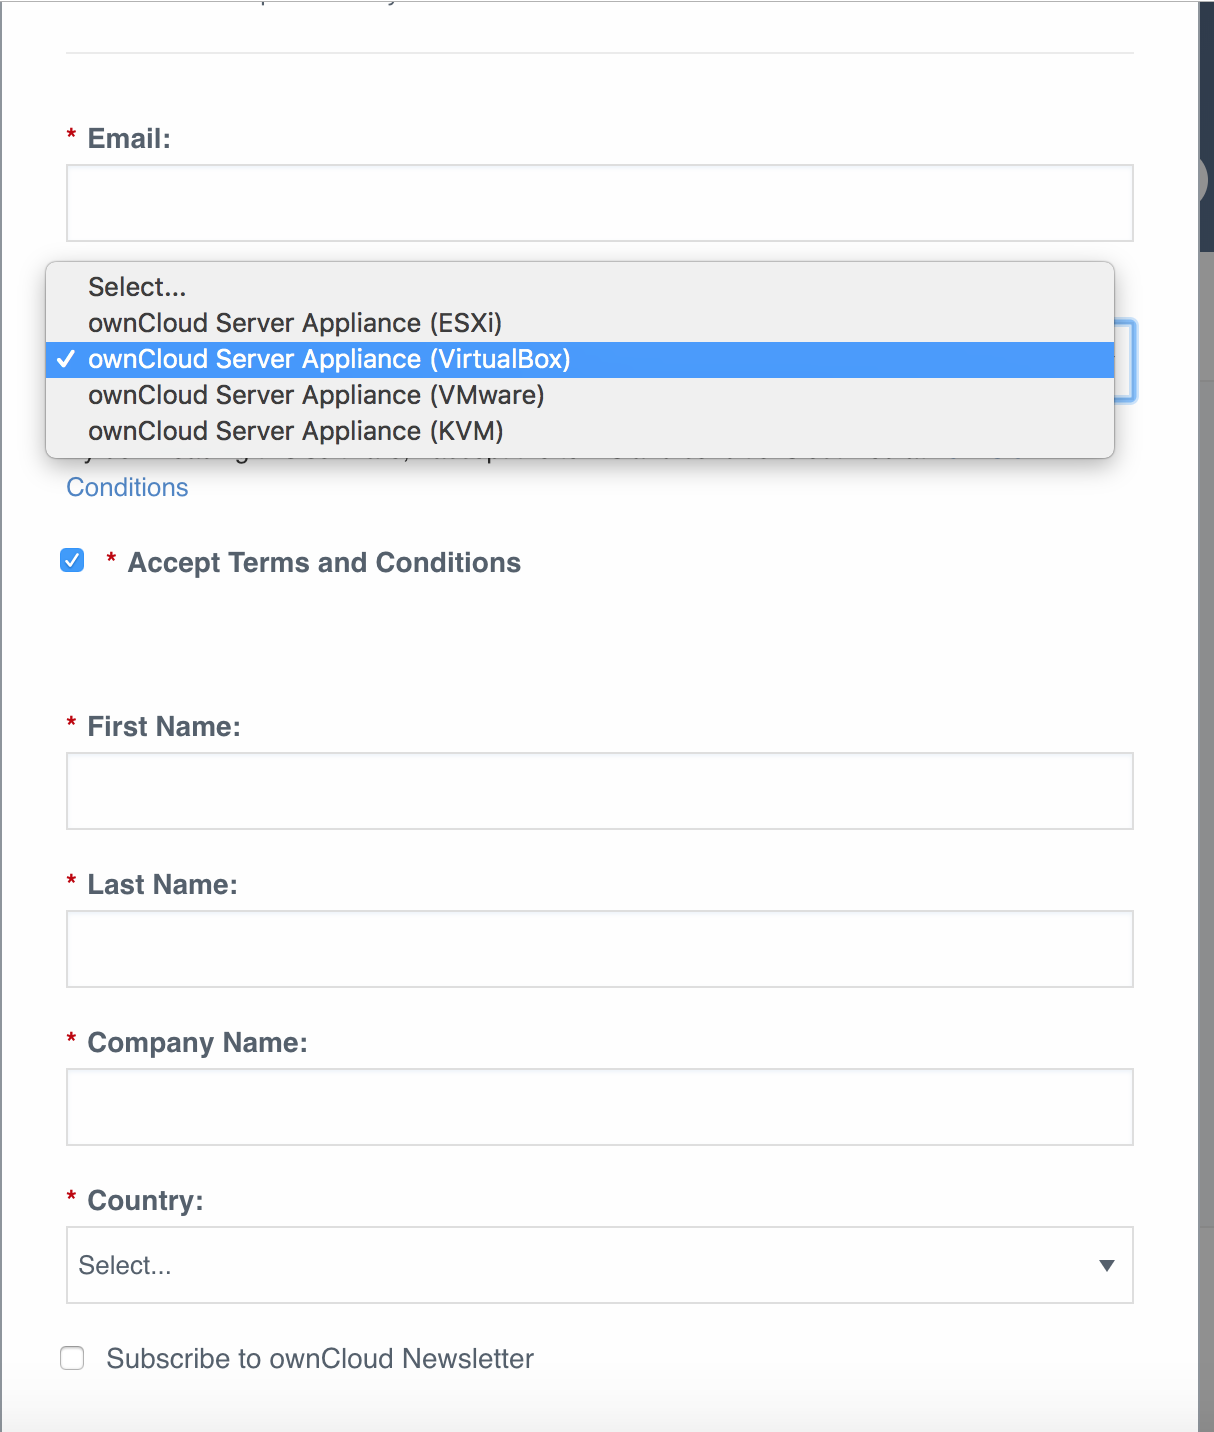 * Email:
Select...
ownCloud Server Appliance (ESXi)
✓ ownCloud Server Appliance (VirtualBox)
ownCloud Server Appliance (VMware)
ownCloud Server Appliance (KVM)
Conditions
* Accept Terms and Conditions
* First Name:
* Last Name:
* Company Name:
* Country:
Select...
Subscribe to ownCloud Newsletter